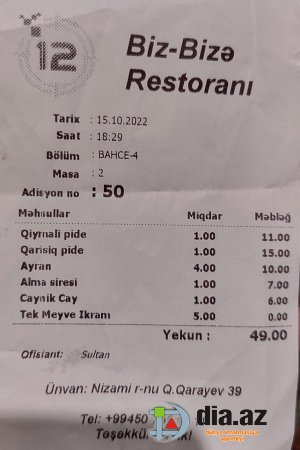 12
Biz-Bizə
Restoranı
Tarix : 15.10.2022
Saat : 18:29
Bölüm : BAHCE-4
Masa : 2
Adisyon no : 50
Məhsullar Miqdar Məbləğ
Qiymali pide 1.00 11.00
Qarisiq pide 1.00 15.00
Ayran 4.00 10.00
Alma siresi 1.00 7.00
Caynik Cay 1.00 6.00
Tek Meyve Ikrami 5.00 0.00
Yekun : 49.00
Ofisiant: Sultan
Ünvan: Nizami r-nu Q.Qarayev 39
Tel: +99450
dia.az